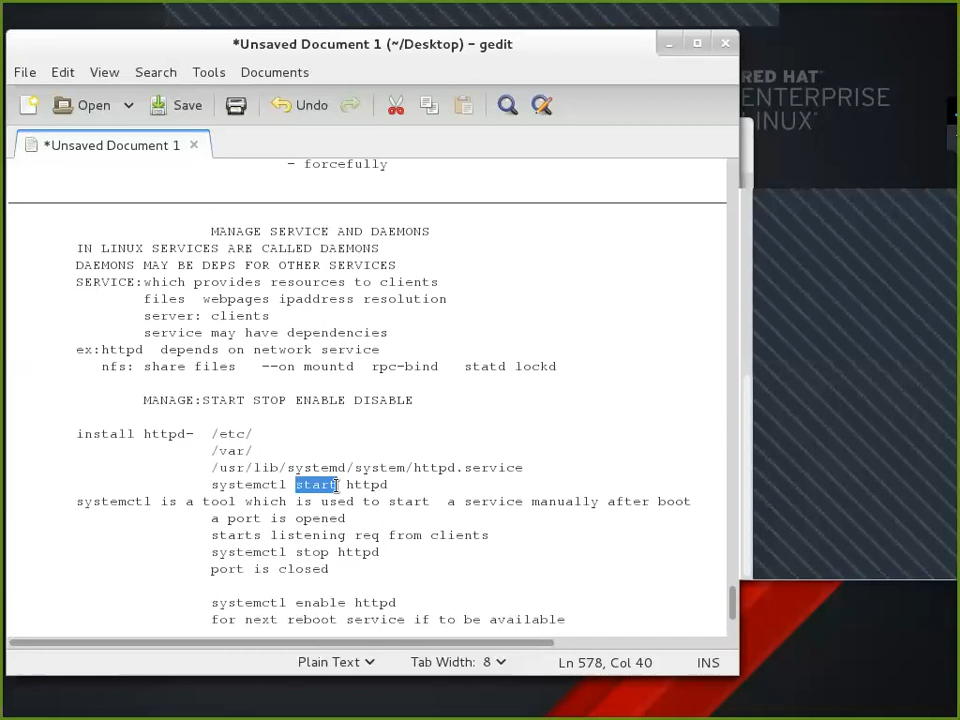 *Unsaved Document 1 (~/Desktop) – gedit
File Edit View Search Tools Documents
Open Save Undo
*Unsaved Document 1
- forcefully
MANAGE SERVICE AND DAEMONS
IN LINUX SERVICES ARE CALLED DAEMONS
DAEMONS MAY BE DEPS FOR OTHER SERVICES
SERVICE:which provides resources to clients
files webpages ipaddress resolution
server: clients
service may have dependencies
ex:httpd depends on network service
nfs: share files --on mountd rpc-bind statd lockd
MANAGE:START STOP ENABLE DISABLE
install httpd- /etc/
/var/
/usr/lib/systemd/system/httpd.service
systemctl start httpd
systemctl is a tool which is used to start a service manually after boot
a port is opened
starts listening req from clients
systemctl stop httpd
port is closed
systemctl enable httpd
for next reboot service if to be available
Plain Text Tab Width: 8 Ln 578, Col 40 INS
RED HAT
ENTERPRISE
LINUX